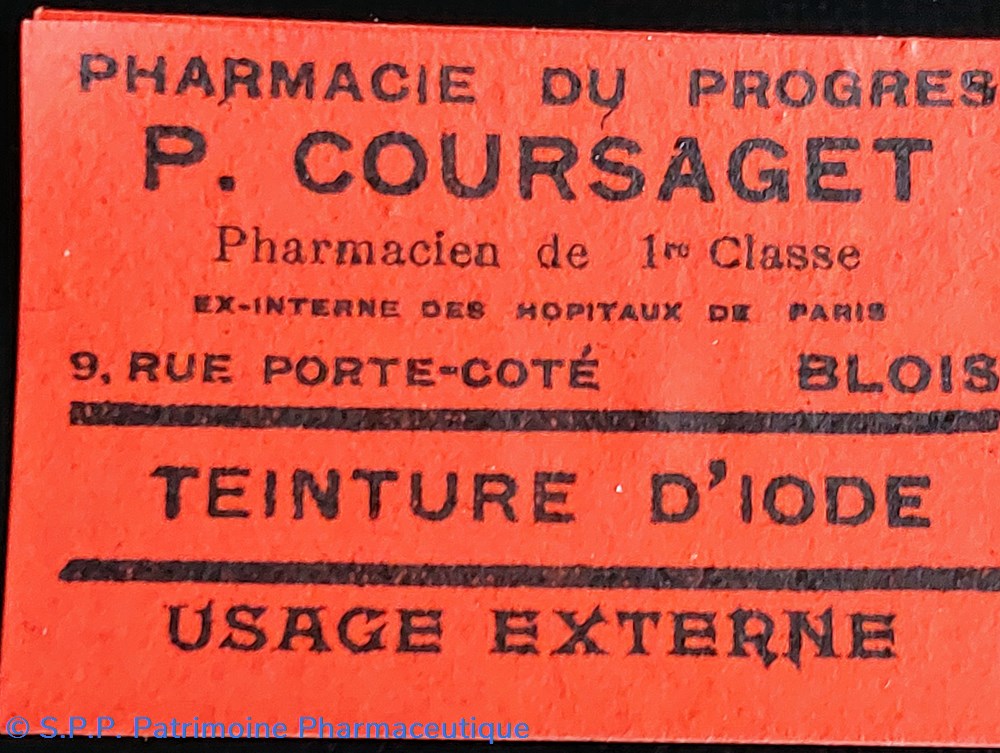 PHARMACIE DU PROGRES
P. COURSAGET
Pharmacien de 1re Classe
EX-INTERNE DES HOPITAUX DE PARIS
9, RUE PORTE-COTÉ BLOIS
TEINTURE D'IODE
USAGE EXTERNE
© S.P.P. Patrimoine Pharmaceutique